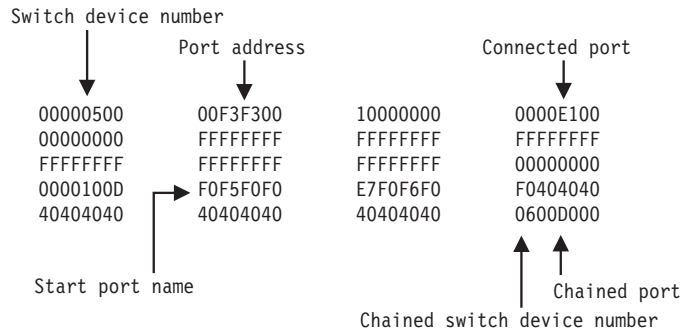 Switch device number
Port address
Connected port
00000500 00F3F300 10000000 0000E100
00000000 FFFFFFFF FFFFFFFF FFFFFFFF
FFFFFFFF FFFFFFFF FFFFFFFF 00000000
0000100D F0F5F0F0 E7F0F6F0 F0404040
40404040 40404040 40404040 0600D000
Start port name
Chained port
Chained switch device number